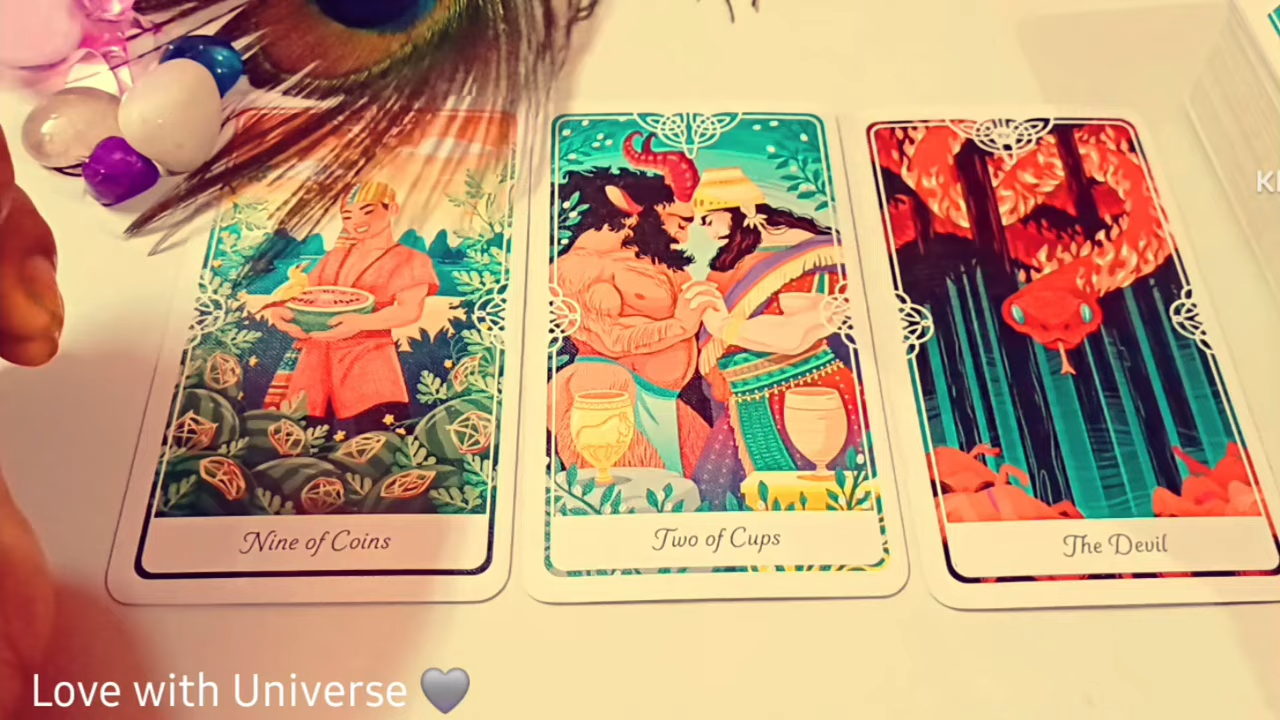 Nine of Coins
Two of Cups
The Devil
Love with Universe 🩶